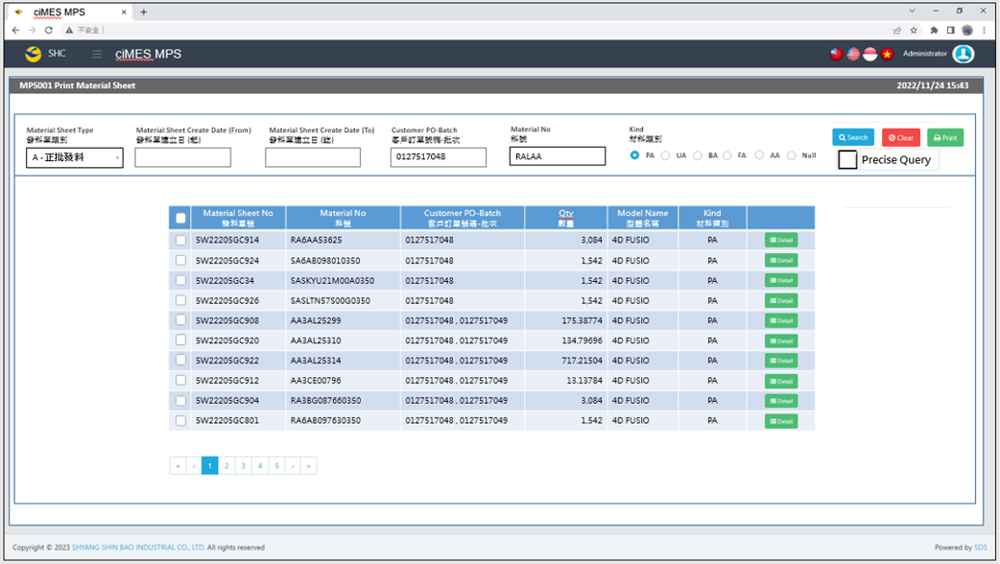 ciMES MPS
不安全
SHC
ciMES MPS
Administrator
MPS001 Print Material Sheet
2022/11/24 15:43
Material Sheet Type
發料單類別
A - 正批發料
Material Sheet Create Date (From)
發料單建立日 (起)
Material Sheet Create Date (To)
發料單建立日 (訖)
Customer PO-Batch
客戶訂單號碼-批次
0127517048
Material No
料號
RALAA
Kind
材料類別
PA UA BA FA AA Null
Search Clear Print
Precise Query
Material Sheet No Material No Customer PO-Batch Qty Model Name Kind
發料單號 料號 客戶訂單號碼-批次 數量 型體名稱 材料類別
SW22205GC914 RA6AA53625 0127517048 3,084 4D FUSIO PA Detail
SW22205GC924 SA6AB098010350 0127517048 1,542 4D FUSIO PA Detail
SW22205GC34 SASKYU21M00A0350 0127517048 1,542 4D FUSIO PA Detail
SW22205GC926 SASLTN57S00G0350 0127517048 1,542 4D FUSIO PA Detail
SW22205GC908 AA3AL25299 0127517048 , 0127517049 175.38774 4D FUSIO PA Detail
SW22205GC920 AA3AL25310 0127517048 , 0127517049 134.79696 4D FUSIO PA Detail
SW22205GC922 AA3AL25314 0127517048 , 0127517049 717.21504 4D FUSIO PA Detail
SW22205GC912 AA3CE00796 0127517048 , 0127517049 13.13784 4D FUSIO PA Detail
SW22205GC904 RA3BG087660350 0127517048 , 0127517049 3,084 4D FUSIO PA Detail
SW22205GC801 RA6AB097630350 0127517048 , 0127517049 1,542 4D FUSIO PA Detail
« ‹ 1 2 3 4 5 › »
Copyright © 2023 SHYANG SHIN BAO INDUSTRIAL CO., LTD. All rights reserved
Powered by SD3